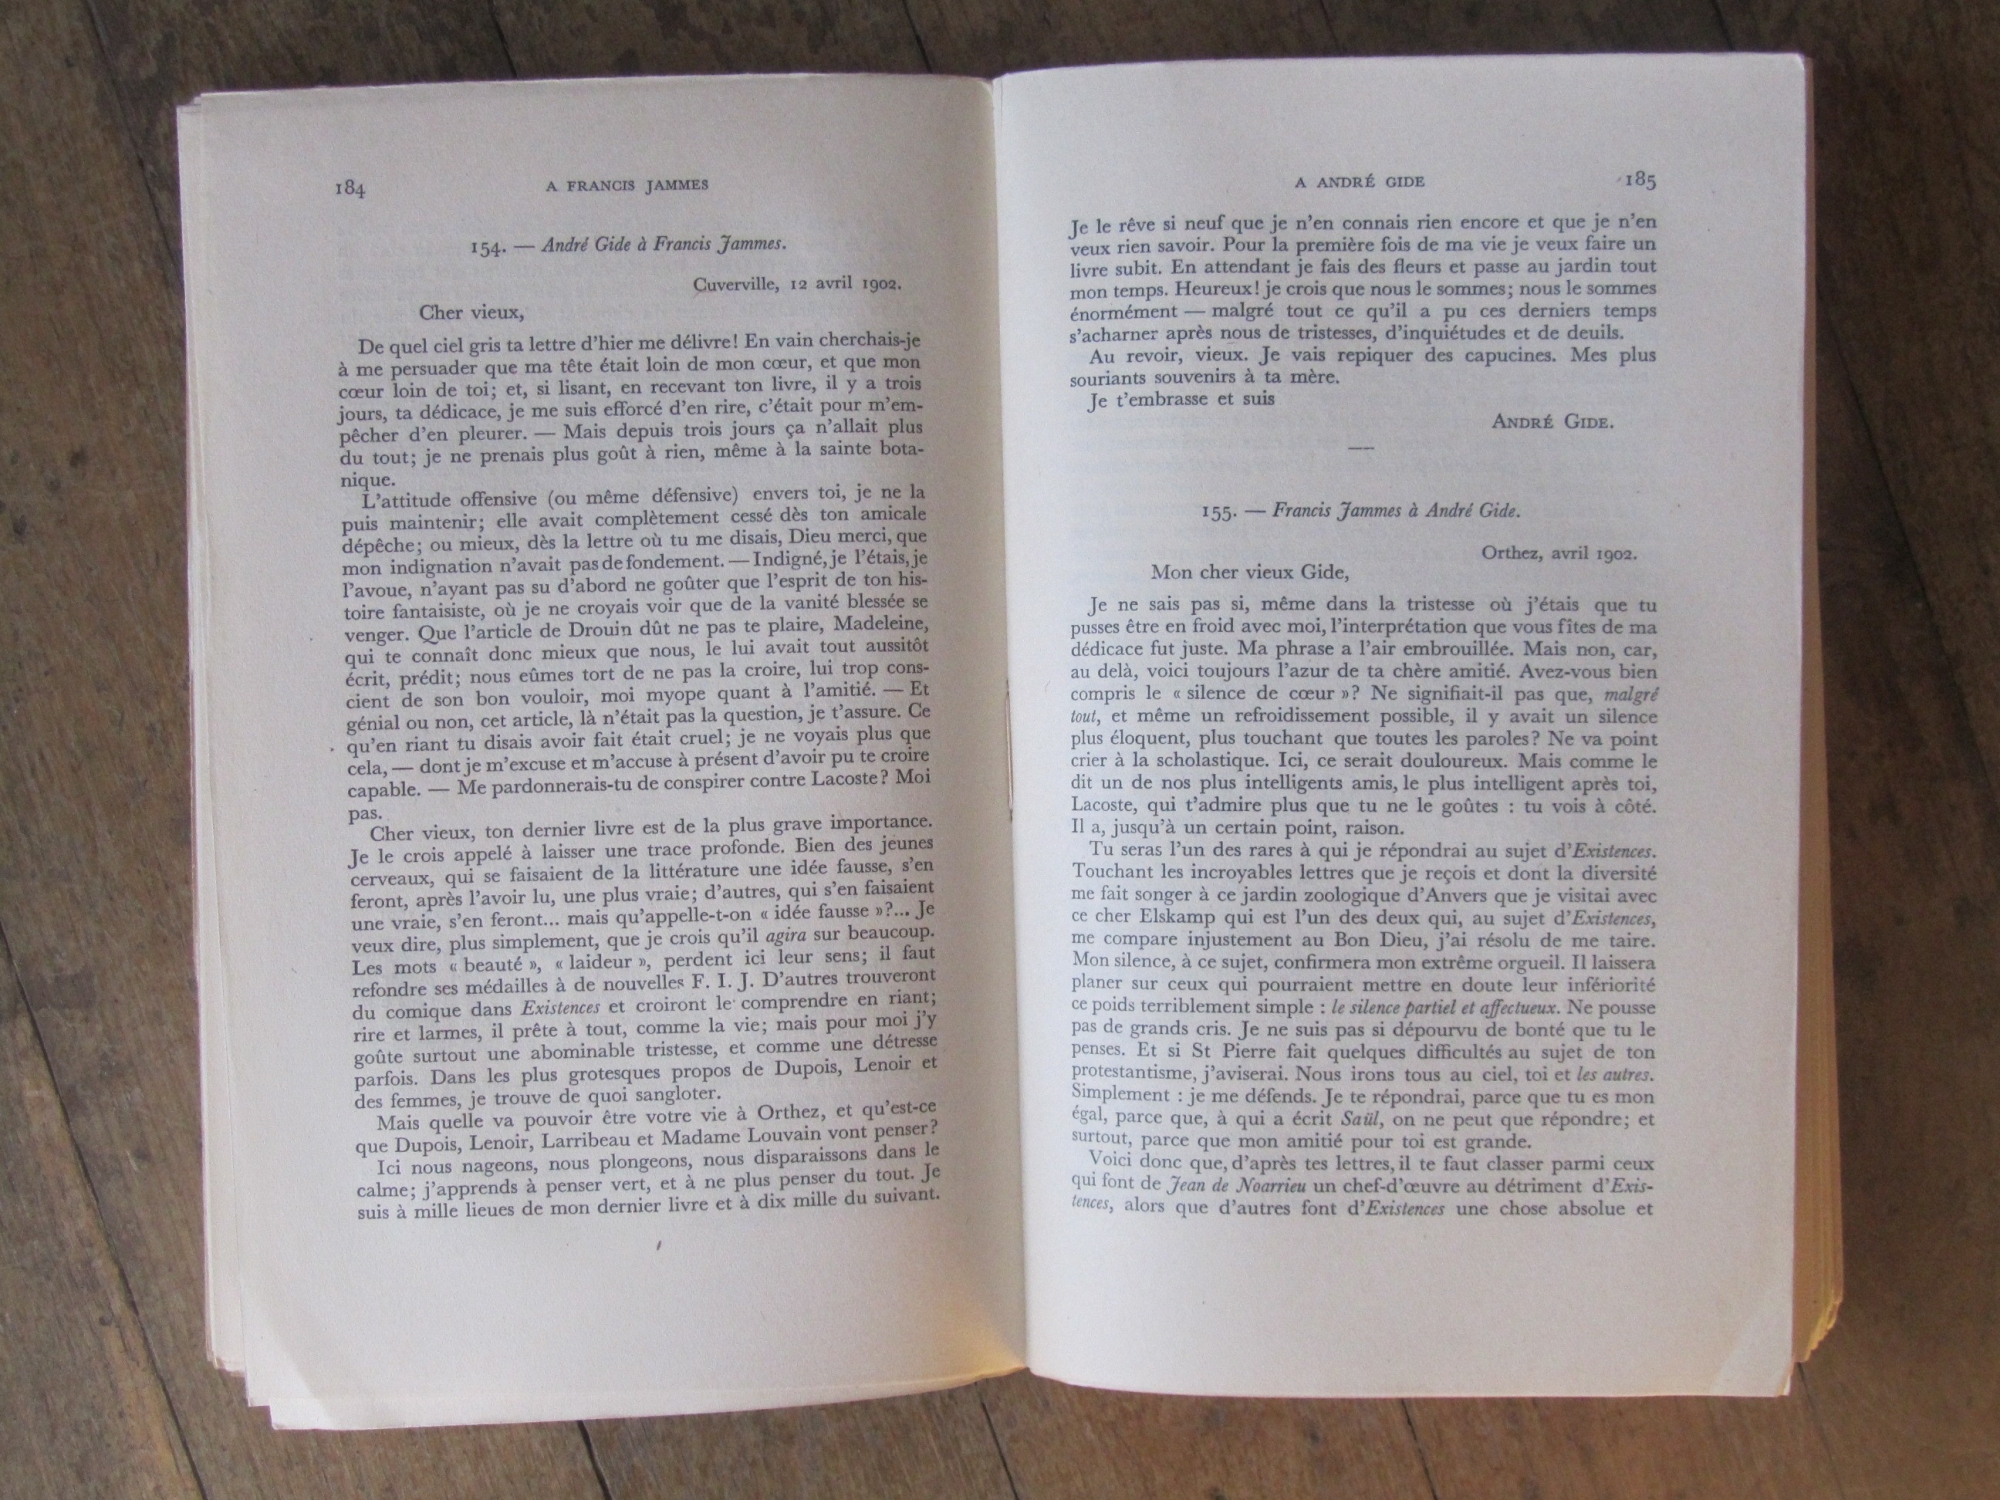 184
A FRANCIS JAMMES
154. — André Gide à Francis Jammes.
Cuverville, 12 avril 1902.
Cher vieux,
De quel ciel gris ta lettre d'hier me délivre! En vain cherchais-je
à me persuader que ma tête était loin de mon cœur, et que mon
cœur loin de toi; et, si lisant, en recevant ton livre, il y a trois
jours, ta dédicace, je me suis efforcé d'en rire, c'était pour m'em-
pêcher d'en pleurer. — Mais depuis trois jours ça n'allait plus
du tout; je ne prenais plus goût à rien, même à la sainte bota-
nique.
L'attitude offensive (ou même défensive) envers toi, je ne la
puis maintenir; elle avait complètement cessé dès ton amicale
dépêche; ou mieux, dès la lettre où tu me disais, Dieu merci, que
mon indignation n'avait pas de fondement. — Indigné, je l'étais, je
l'avoue, n'ayant pas su d'abord ne goûter que l'esprit de ton his-
toire fantaisiste, où je ne croyais voir que de la vanité blessée se
venger. Que l'article de Drouin dût ne pas te plaire, Madeleine,
qui te connaît donc mieux que nous, le lui avait tout aussitôt
écrit, prédit; nous eûmes tort de ne pas la croire, lui trop cons-
cient de son bon vouloir, moi myope quant à l'amitié. — Et
génial ou non, cet article, là n'était pas la question, je t'assure. Ce
qu'en riant tu disais avoir fait était cruel; je ne voyais plus que
cela, — dont je m'excuse et m'accuse à présent d'avoir pu te croire
capable. — Me pardonnerais-tu de conspirer contre Lacoste? Moi
pas.
Cher vieux, ton dernier livre est de la plus grave importance.
Je le crois appelé à laisser une trace profonde. Bien des jeunes
cerveaux, qui se faisaient de la littérature une idée fausse, s'en
feront, après l'avoir lu, une plus vraie; d'autres, qui s'en faisaient
une vraie, s'en feront... mais qu'appelle-t-on « idée fausse »?... Je
veux dire, plus simplement, que je crois qu'il agira sur beaucoup.
Les mots « beauté », « laideur », perdent ici leur sens; il faut
refondre ses médailles à de nouvelles F. I. J. D'autres trouveront
du comique dans Existences et croiront le comprendre en riant;
rire et larmes, il prête à tout, comme la vie; mais pour moi j'y
goûte surtout une abominable tristesse, et comme une détresse
parfois. Dans les plus grotesques propos de Dupois, Lenoir et
des femmes, je trouve de quoi sangloter.
Mais quelle va pouvoir être votre vie à Orthez, et qu'est-ce
que Dupois, Lenoir, Larribeau et Madame Louvain vont penser?
Ici nous nageons, nous plongeons, nous disparaissons dans le
calme; j'apprends à penser vert, et à ne plus penser du tout. Je
suis à mille lieues de mon dernier livre et à dix mille du suivant.
A ANDRÉ GIDE
185
Je le rêve si neuf que je n'en connais rien encore et que je n'en
veux rien savoir. Pour la première fois de ma vie je veux faire un
livre subit. En attendant je fais des fleurs et passe au jardin tout
mon temps. Heureux! je crois que nous le sommes; nous le sommes
énormément — malgré tout ce qu'il a pu ces derniers temps
s'acharner après nous de tristesses, d'inquiétudes et de deuils.
Au revoir, vieux. Je vais repiquer des capucines. Mes plus
souriants souvenirs à ta mère.
Je t'embrasse et suis
ANDRÉ GIDE.
155. — Francis Jammes à André Gide.
Orthez, avril 1902.
Mon cher vieux Gide,
Je ne sais pas si, même dans la tristesse où j'étais que tu
pusses être en froid avec moi, l'interprétation que vous fîtes de ma
dédicace fut juste. Ma phrase a l'air embrouillée. Mais non, car,
au delà, voici toujours l'azur de ta chère amitié. Avez-vous bien
compris le « silence de cœur »? Ne signifiait-il pas que, malgré
tout, et même un refroidissement possible, il y avait un silence
plus éloquent, plus touchant que toutes les paroles? Ne va point
crier à la scholastique. Ici, ce serait douloureux. Mais comme le
dit un de nos plus intelligents amis, le plus intelligent après toi,
Lacoste, qui t'admire plus que tu ne le goûtes : tu vois à côté.
Il a, jusqu'à un certain point, raison.
Tu seras l'un des rares à qui je répondrai au sujet d'Existences.
Touchant les incroyables lettres que je reçois et dont la diversité
me fait songer à ce jardin zoologique d'Anvers que je visitai avec
ce cher Elskamp qui est l'un des deux qui, au sujet d'Existences,
me compare injustement au Bon Dieu, j'ai résolu de me taire.
Mon silence, à ce sujet, confirmera mon extrême orgueil. Il laissera
planer sur ceux qui pourraient mettre en doute leur infériorité
ce poids terriblement simple : le silence partiel et affectueux. Ne pousse
pas de grands cris. Je ne suis pas si dépourvu de bonté que tu le
penses. Et si St Pierre fait quelques difficultés au sujet de ton
protestantisme, j'aviserai. Nous irons tous au ciel, toi et les autres.
Simplement : je me défends. Je te répondrai, parce que tu es mon
égal, parce que, à qui a écrit Saül, on ne peut que répondre; et
surtout, parce que mon amitié pour toi est grande.
Voici donc que, d'après tes lettres, il te faut classer parmi ceux
qui font de Jean de Noarrieu un chef-d'œuvre au détriment d'Exis-
tences, alors que d'autres font d'Existences une chose absolue et